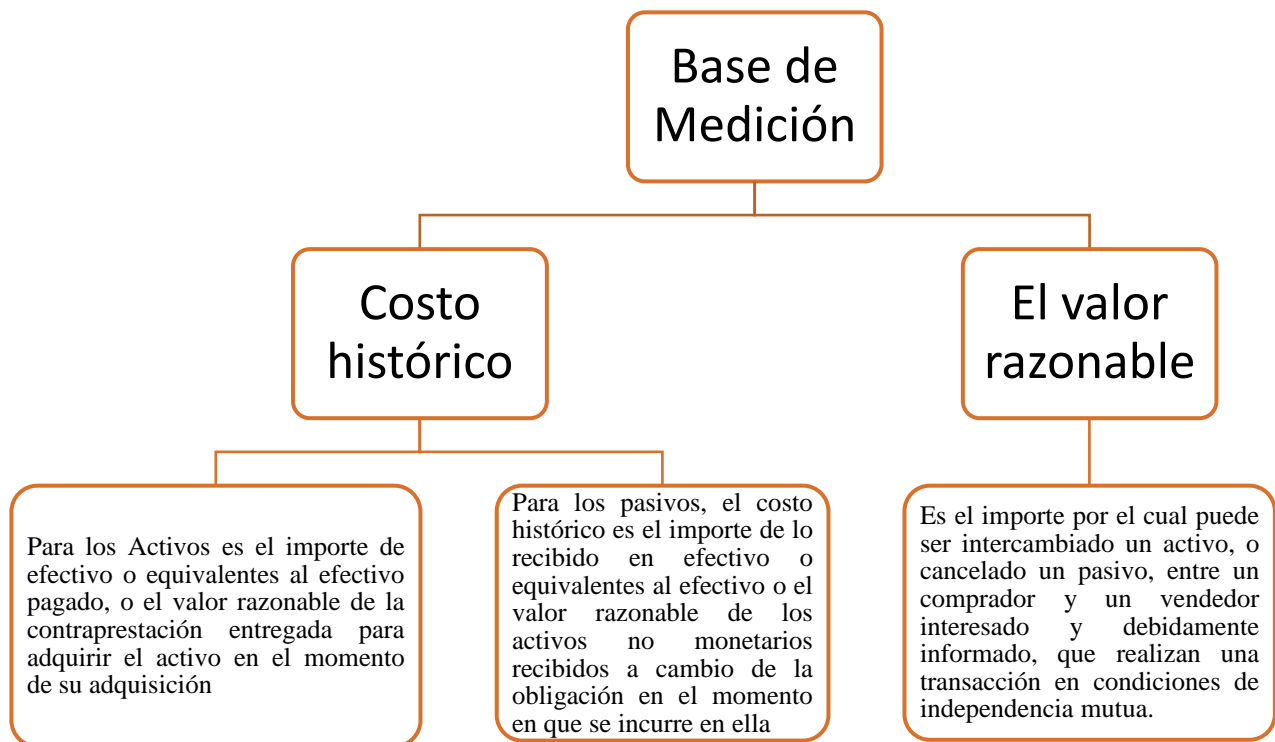 Base de
Medición
Costo
histórico
El valor
razonable
Para los Activos es el importe de
efectivo o equivalentes al efectivo
pagado, o el valor razonable de la
contraprestación entregada para
adquirir el activo en el momento
de su adquisición
Para los pasivos, el costo
histórico es el importe de lo
recibido en efectivo o
equivalentes al efectivo o el
valor razonable de los
activos no monetarios
recibidos a cambio de la
obligación en el momento
en que se incurre en ella
Es el importe por el cual puede
ser intercambiado un activo, o
cancelado un pasivo, entre un
comprador y un vendedor
interesado y debidamente
informado, que realizan una
transacción en condiciones de
independencia mutua.